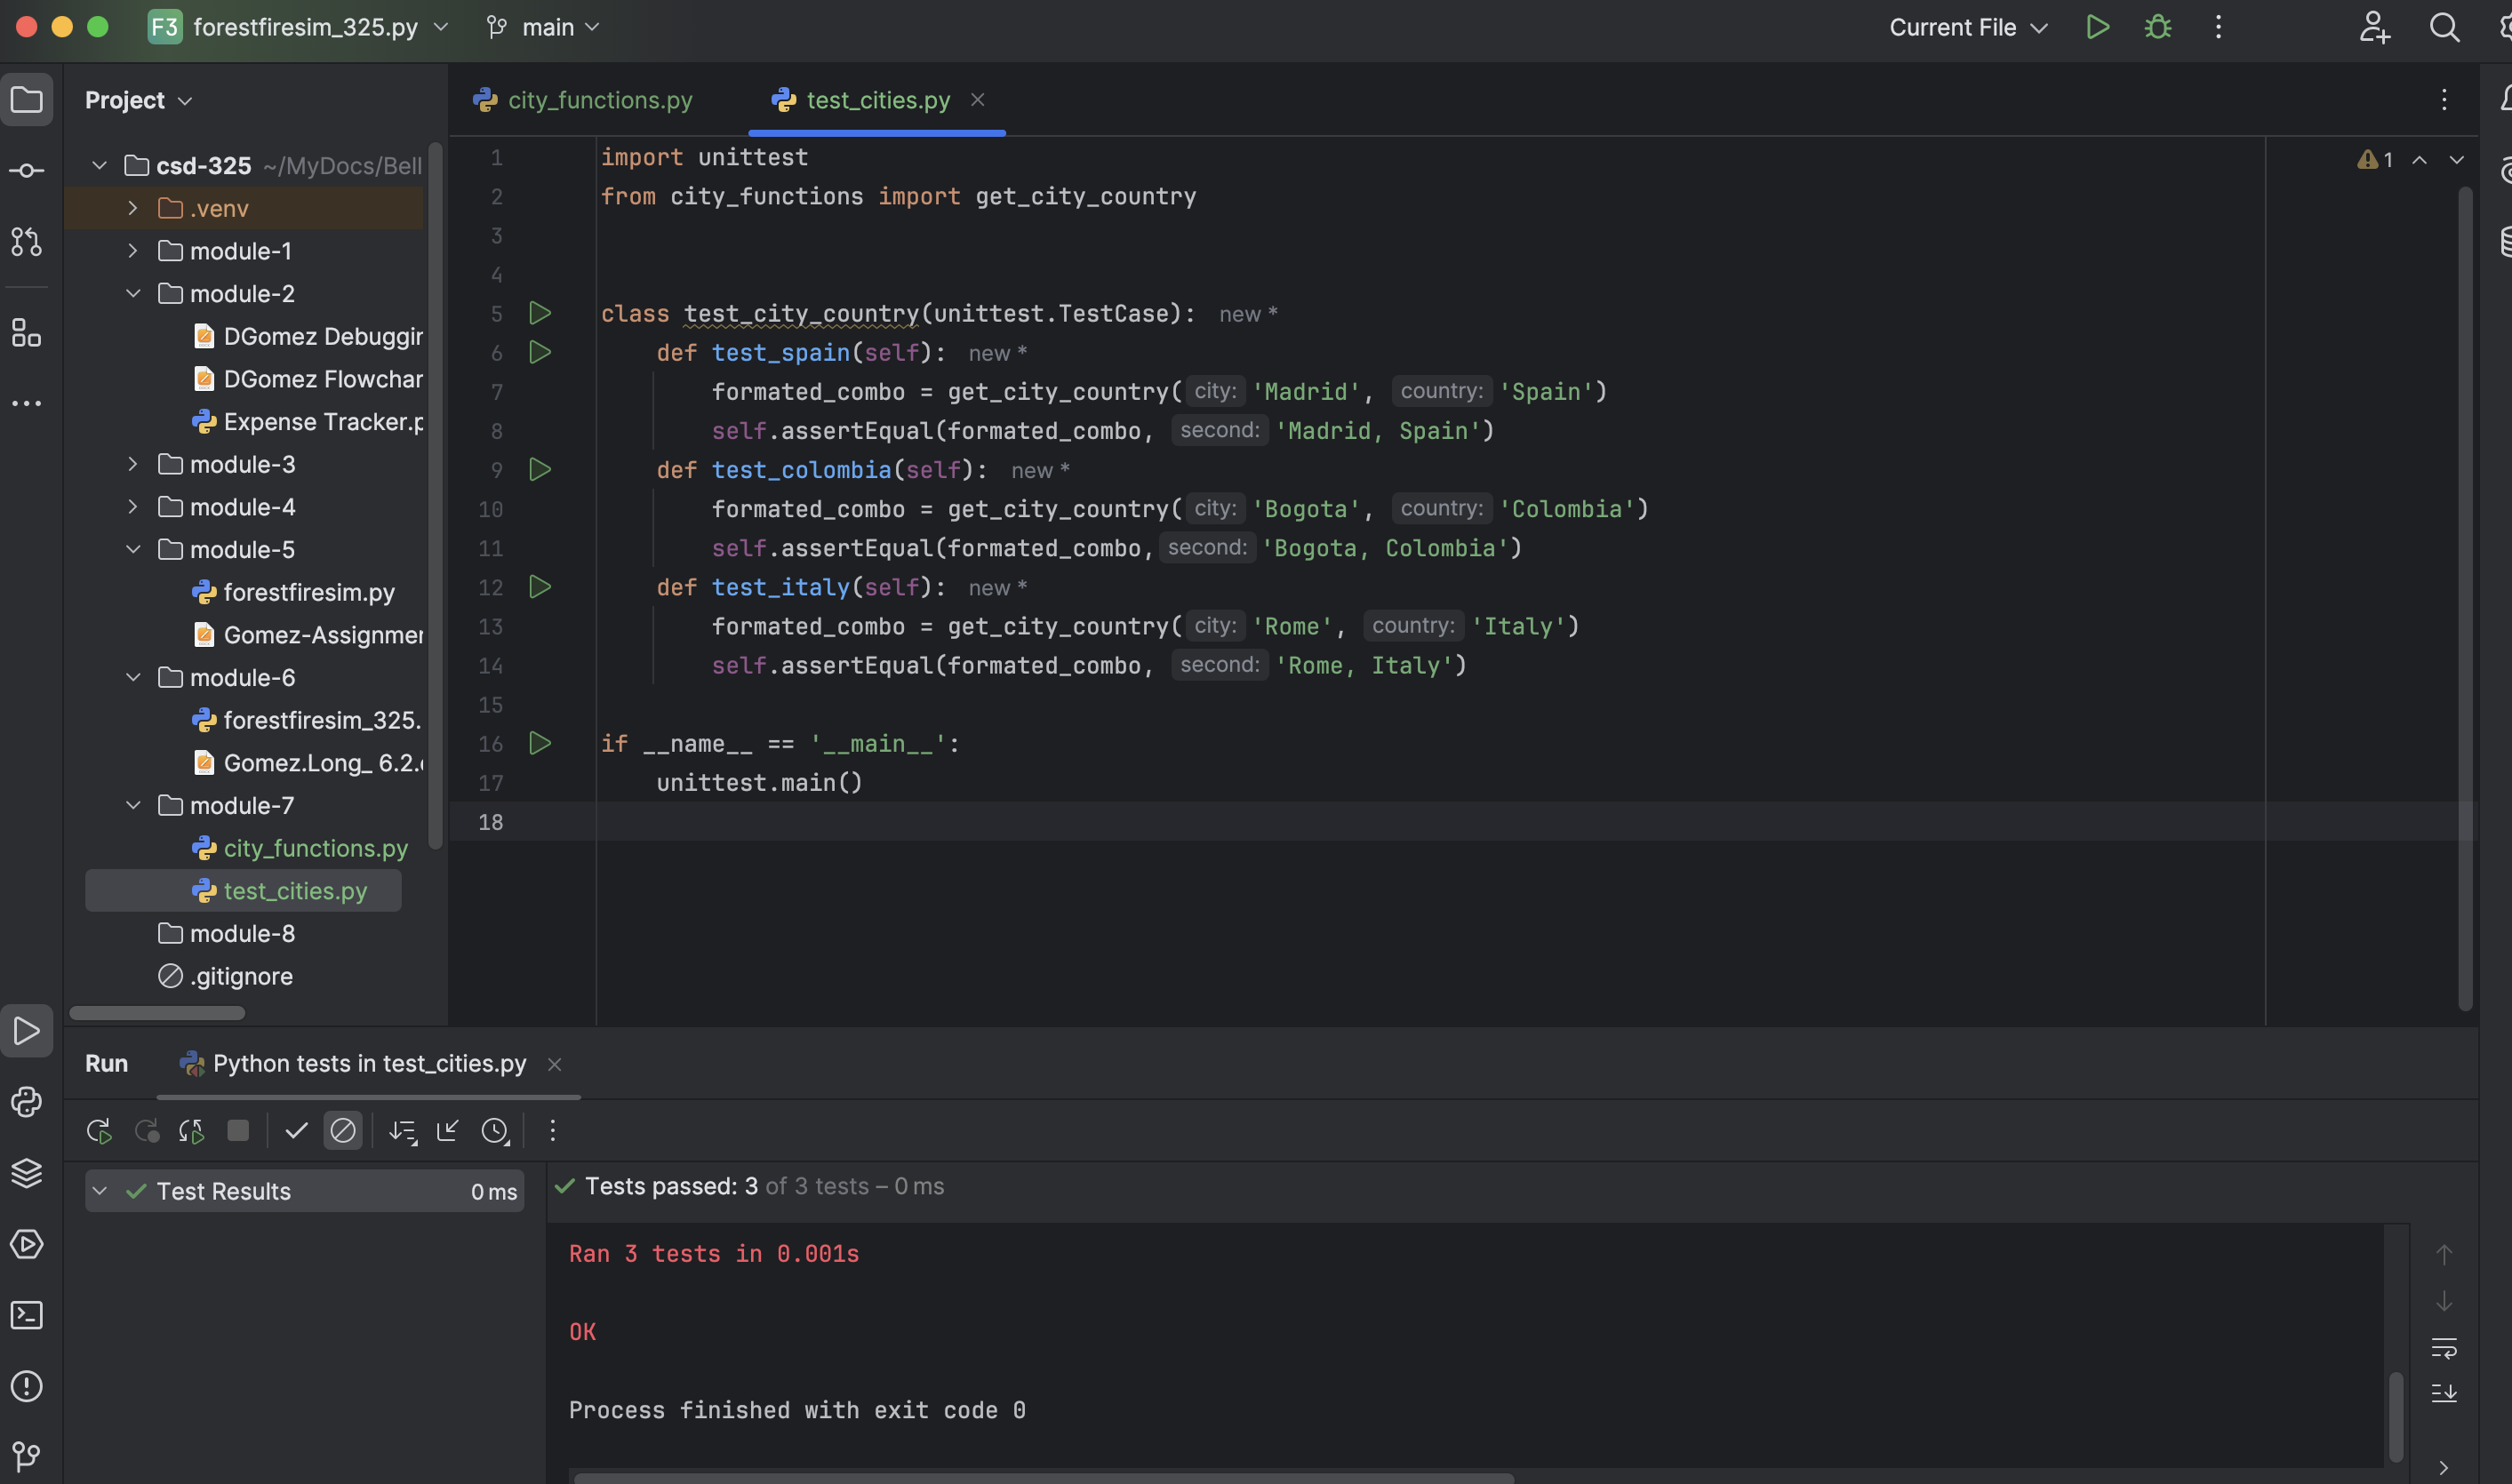 F3 forestfiresim_325.py main Current File
Project
city_functions.py
test_cities.py
csd-325 ~/MyDocs/Bell
.venv
module-1
module-2
DGomez Debuggin
DGomez Flowchar
Expense Tracker.p
module-3
module-4
module-5
forestfiresim.py
Gomez-Assignmen
module-6
forestfiresim_325.
Gomez.Long_ 6.2.
module-7
city_functions.py
test_cities.py
module-8
.gitignore
1
1 import unittest
2 from city_functions import get_city_country
3
4
5 class test_city_country(unittest.TestCase): new *
6 def test_spain(self): new *
7 formated_combo = get_city_country( city: 'Madrid', country: 'Spain')
8 self.assertEqual(formated_combo, second: 'Madrid, Spain')
9 def test_colombia(self): new *
10 formated_combo = get_city_country( city: 'Bogota', country: 'Colombia')
11 self.assertEqual(formated_combo, second: 'Bogota, Colombia')
12 def test_italy(self): new *
13 formated_combo = get_city_country( city: 'Rome', country: 'Italy')
14 self.assertEqual(formated_combo, second: 'Rome, Italy')
15
16 if __name__ == '__main__':
17 unittest.main()
18
Run Python tests in test_cities.py
Test Results 0 ms
Tests passed: 3 of 3 tests – 0 ms
Ran 3 tests in 0.001s
OK
Process finished with exit code 0